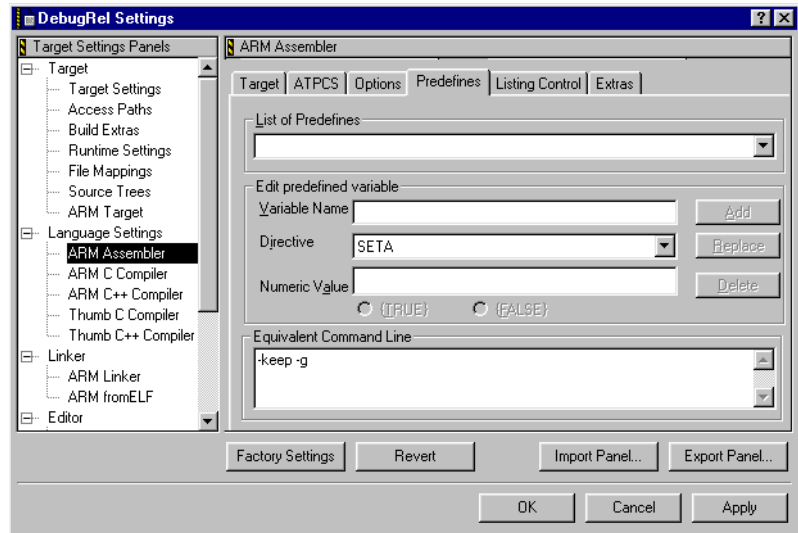 DebugRel Settings
Target Settings Panels
Target
Target Settings
Access Paths
Build Extras
Runtime Settings
File Mappings
Source Trees
ARM Target
Language Settings
ARM Assembler
ARM C Compiler
ARM C++ Compiler
Thumb C Compiler
Thumb C++ Compiler
Linker
ARM Linker
ARM fromELF
Editor
ARM Assembler
Target ATPCS Options Predefines Listing Control Extras
List of Predefines
Edit predefined variable
Variable Name Add
Directive SETA Replace
Numeric Value Delete
{TRUE} {FALSE}
Equivalent Command Line
-keep -g
Factory Settings Revert Import Panel... Export Panel...
OK Cancel Apply